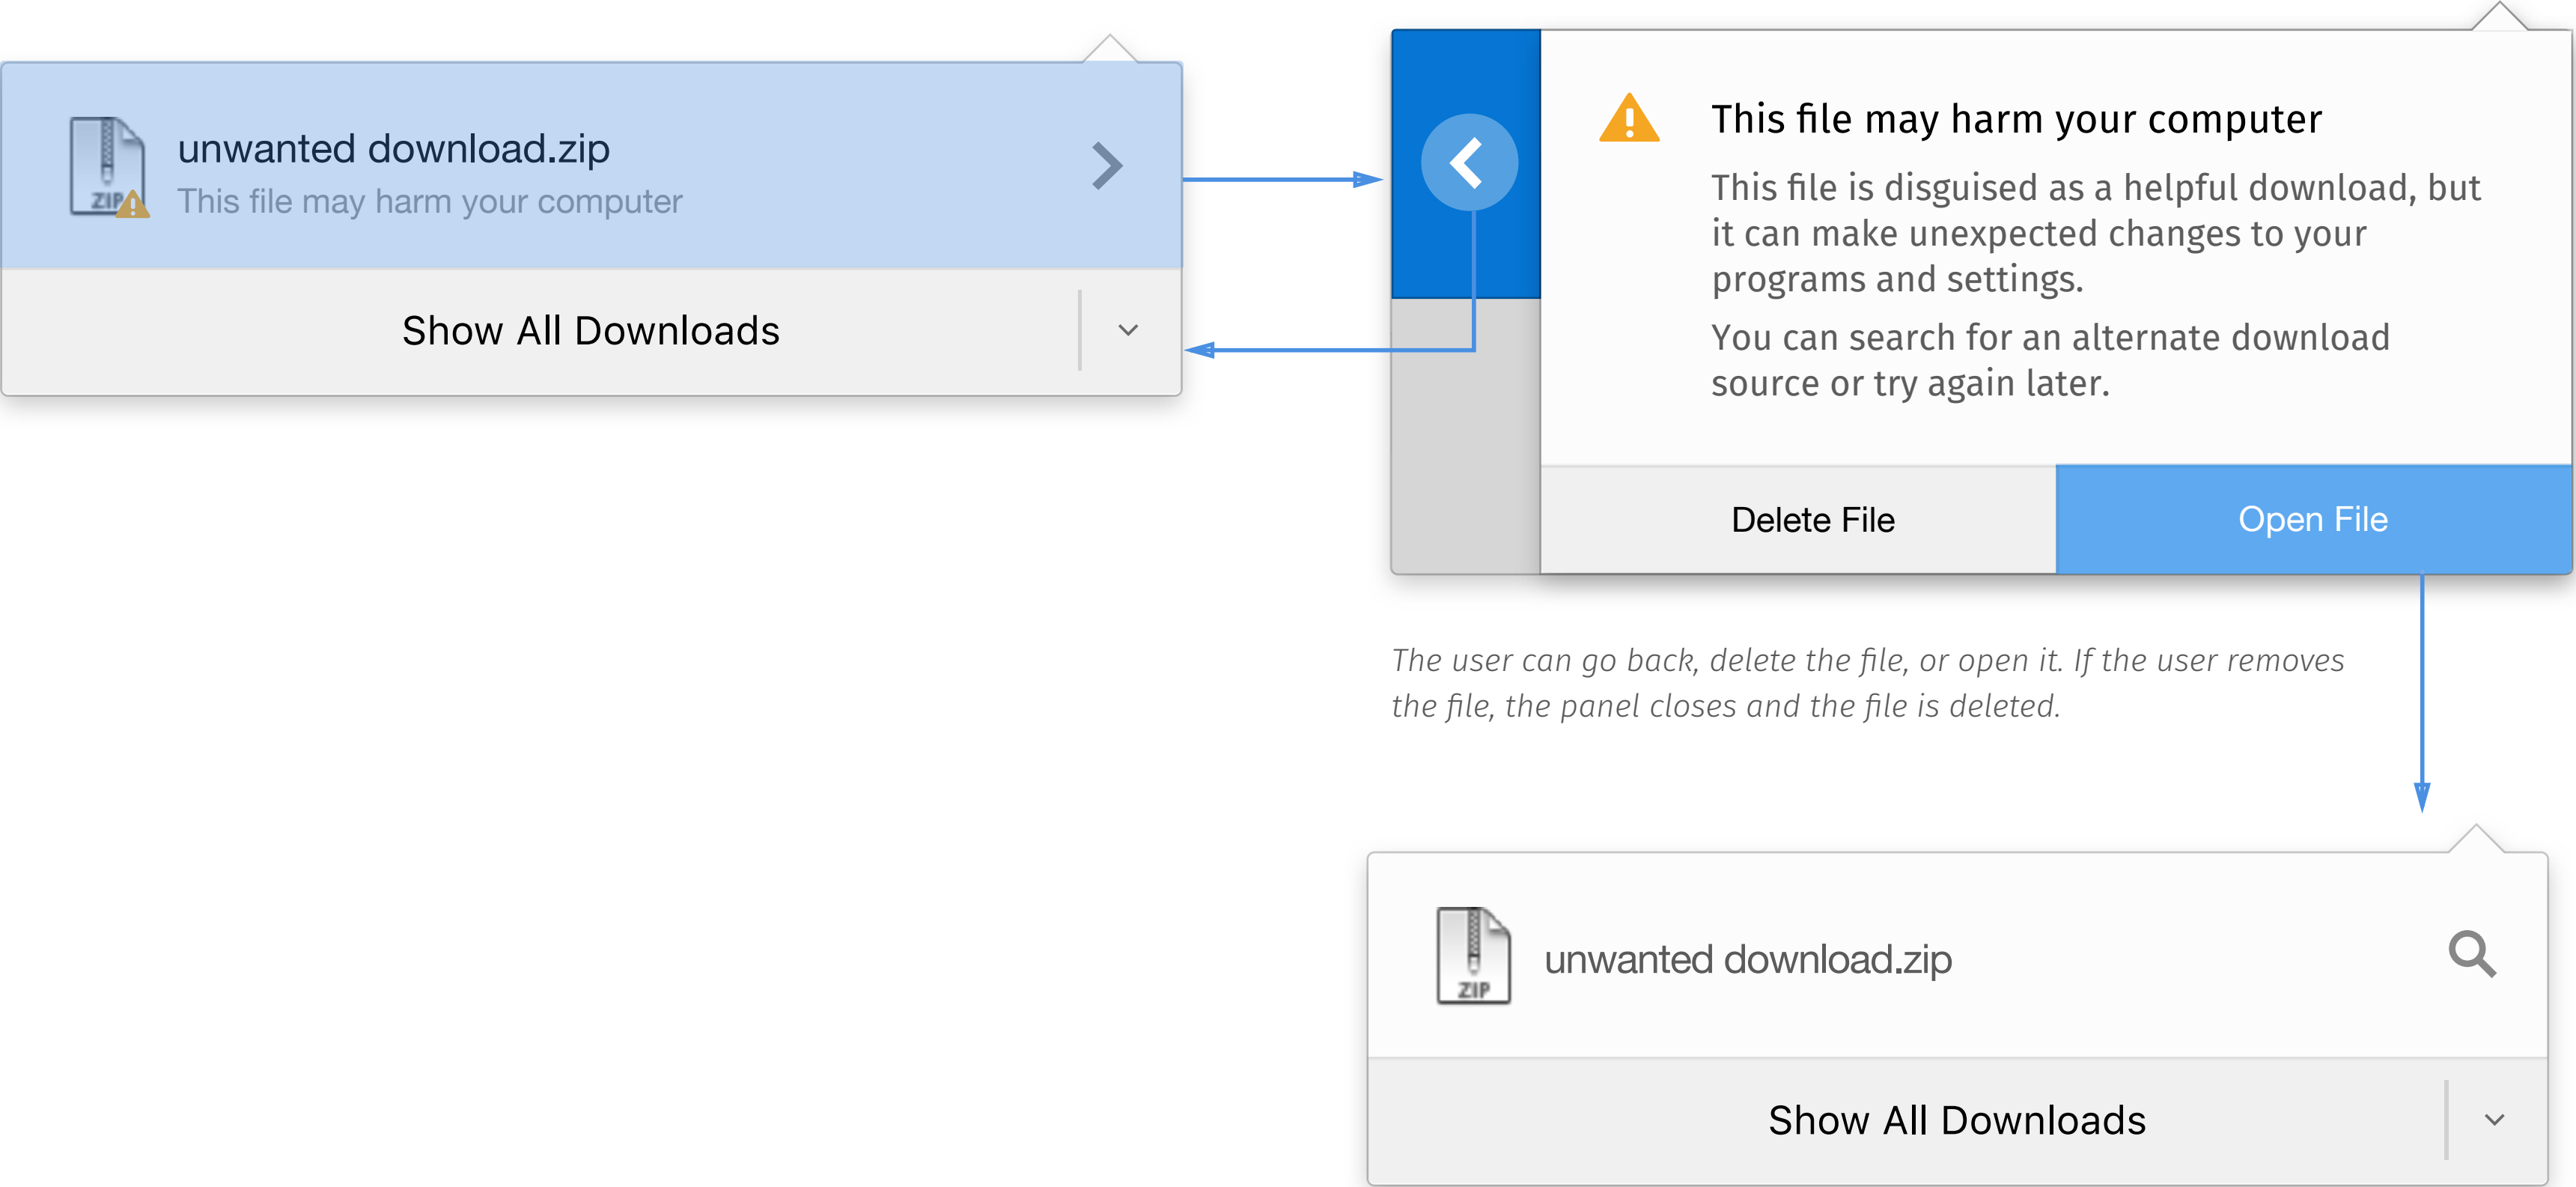 unwanted download.zip
This file may harm your computer
ZIP
Show All Downloads
This file may harm your computer
This file is disguised as a helpful download, but
it can make unexpected changes to your
programs and settings.
You can search for an alternate download
source or try again later.
Delete File
Open File
The user can go back, delete the file, or open it. If the user removes
the file, the panel closes and the file is deleted.
unwanted download.zip
ZIP
Show All Downloads